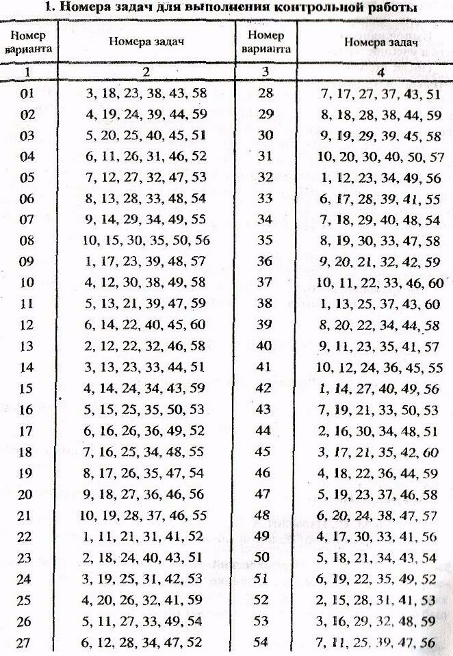 1. Номера задач для выполнения контрольной работы
Номер варианта Номера задач Номер варианта Номера задач
1 2 3 4
01 3, 18, 23, 38, 43, 58 28 7, 17, 27, 37, 43, 51
02 4, 19, 24, 39, 44, 59 29 8, 18, 28, 38, 44, 59
03 5, 20, 25, 40, 45, 51 30 9, 19, 29, 39, 45, 58
04 6, 11, 26, 31, 46, 52 31 10, 20, 30, 40, 50, 57
05 7, 12, 27, 32, 47, 53 32 1, 12, 23, 34, 49, 56
06 8, 13, 28, 33, 48, 54 33 6, 17, 28, 39, 41, 55
07 9, 14, 29, 34, 49, 55 34 7, 18, 29, 40, 48, 54
08 10, 15, 30, 35, 50, 56 35 8, 19, 30, 33, 47, 58
09 1, 17, 23, 39, 48, 57 36 9, 20, 21, 32, 42, 59
10 4, 12, 30, 38, 49, 58 37 10, 11, 22, 33, 46, 60
11 5, 13, 21, 39, 47, 59 38 1, 13, 25, 37, 43, 60
12 6, 14, 22, 40, 45, 60 39 8, 20, 22, 34, 44, 58
13 2, 12, 22, 32, 46, 58 40 9, 11, 23, 35, 41, 57
14 3, 13, 23, 33, 44, 51 41 10, 12, 24, 36, 45, 55
15 4, 14, 24, 34, 43, 59 42 1, 14, 27, 40, 49, 56
16 5, 15, 25, 35, 50, 53 43 7, 19, 21, 33, 50, 53
17 6, 16, 26, 36, 49, 52 44 2, 16, 30, 34, 48, 51
18 7, 16, 25, 34, 48, 55 45 3, 17, 21, 35, 42, 60
19 8, 17, 26, 35, 47, 54 46 4, 18, 22, 36, 44, 59
20 9, 18, 27, 36, 46, 56 47 5, 19, 23, 37, 46, 58
21 10, 19, 28, 37, 46, 55 48 6, 20, 24, 38, 47, 57
22 1, 11, 21, 31, 41, 52 49 4, 17, 30, 33, 41, 56
23 2, 18, 24, 40, 43, 51 50 5, 18, 21, 34, 43, 54
24 3, 19, 25, 31, 42, 53 51 6, 19, 22, 35, 49, 52
25 4, 20, 26, 32, 41, 59 52 2, 15, 28, 31, 41, 53
26 5, 11, 27, 33, 49, 54 53 3, 16, 29, 32, 48, 59
27 6, 12, 28, 34, 47, 52 54 7, 11, 25, 39, 47, 56